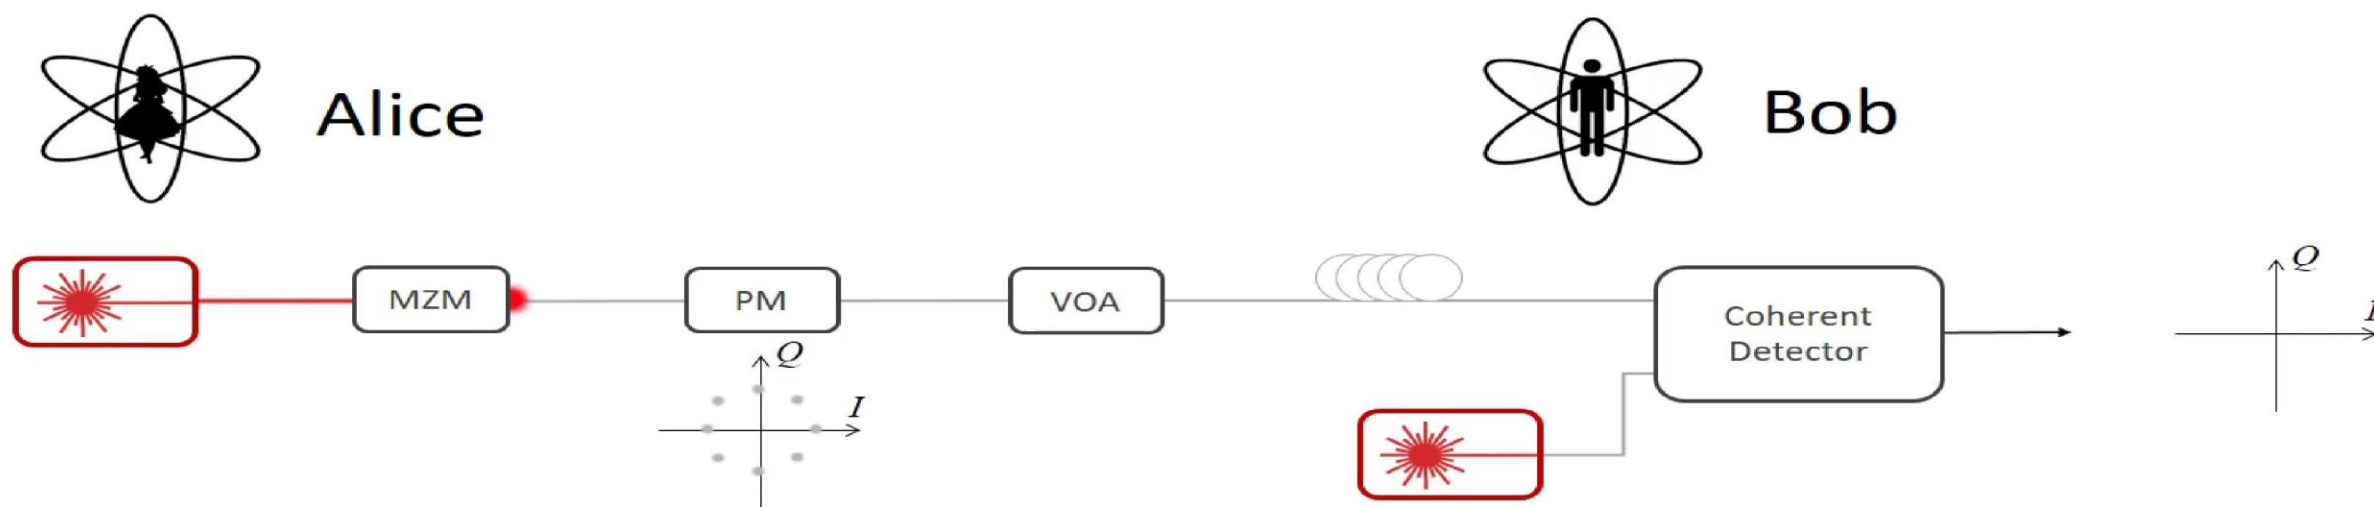 Alice
Bob
MZM
PM
VOA
Coherent
Detector
Q
I
Q
I